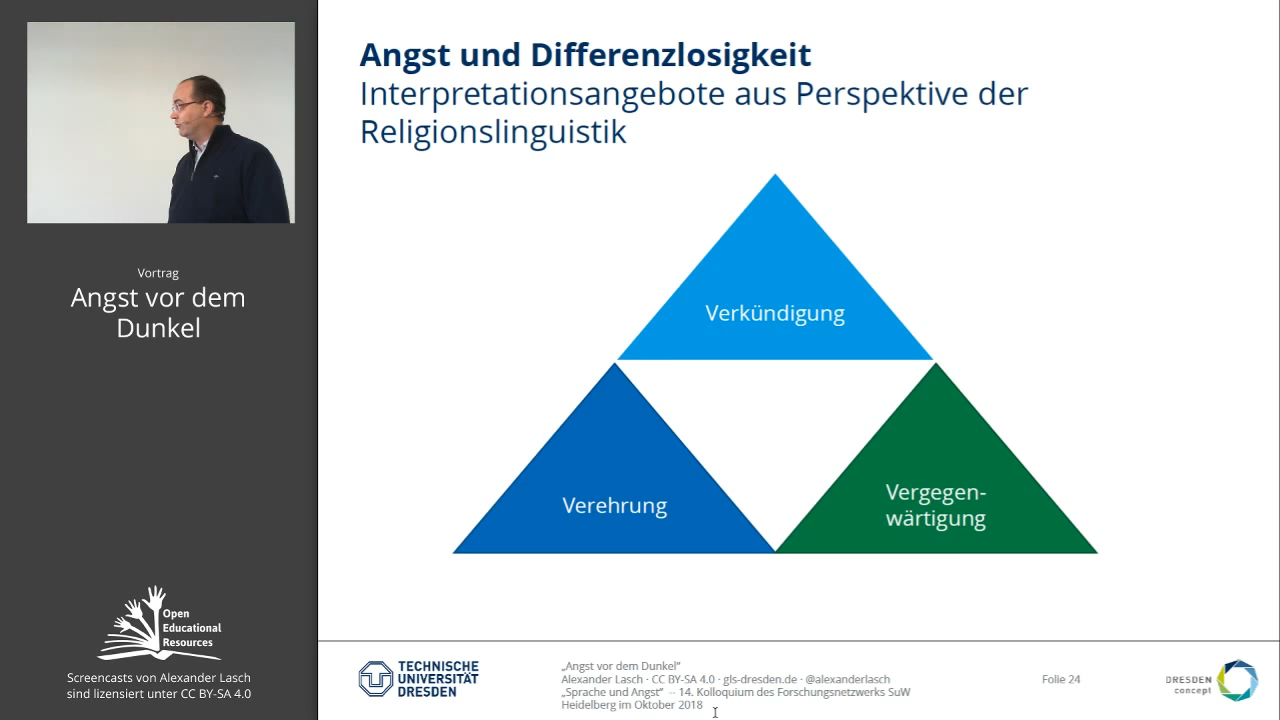 Vortrag
Angst vor dem
Dunkel
Open
Educational
Resources
Screencasts von Alexander Lasch
sind lizensiert unter CC BY-SA 4.0
Angst und Differenzlosigkeit
Interpretationsangebote aus Perspektive der
Religionslinguistik
Verkündigung
Verehrung
Vergegen-
wärtigung
TECHNISCHE
UNIVERSITÄT
DRESDEN
„Angst vor dem Dunkel“
Alexander Lasch · CC BY-SA 4.0 · gls-dresden.de · @alexanderlasch
„Sprache und Angst“ -- 14. Kolloquium des Forschungsnetzwerks SuW
Heidelberg im Oktober 2018
Folie 24
DRESDEN
concept